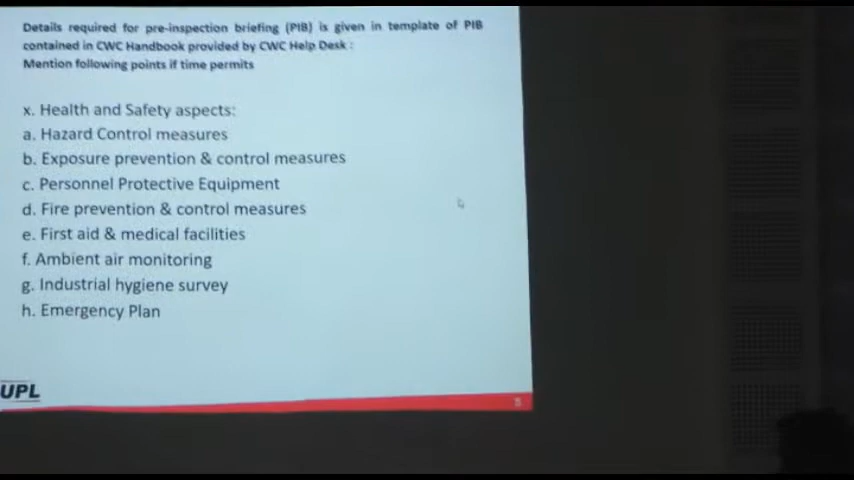 Details required for pre-inspection briefing (PIB) is given in template of PIB
contained in CWC Handbook provided by CWC Help Desk :
Mention following points if time permits
x. Health and Safety aspects:
a. Hazard Control measures
b. Exposure prevention & control measures
c. Personnel Protective Equipment
d. Fire prevention & control measures
e. First aid & medical facilities
f. Ambient air monitoring
g. Industrial hygiene survey
h. Emergency Plan
UPL